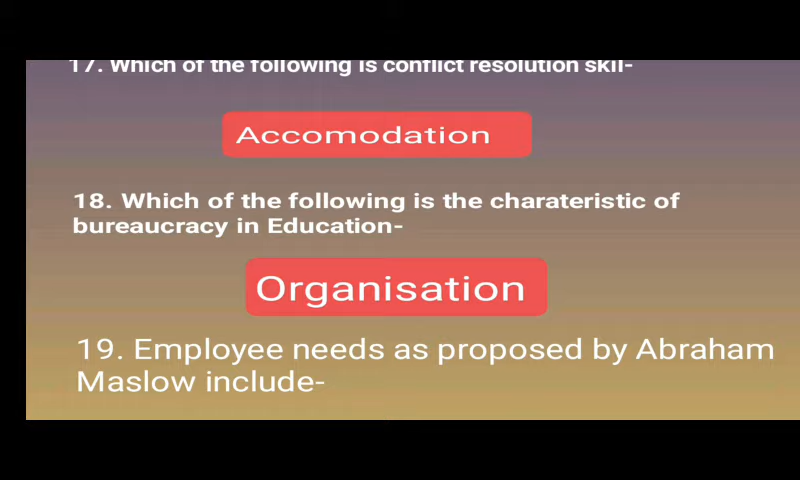 17. Which of the following is conflict resolution skil-
Accomodation
18. Which of the following is the charateristic of
bureaucracy in Education-
Organisation
19. Employee needs as proposed by Abraham
Maslow include-